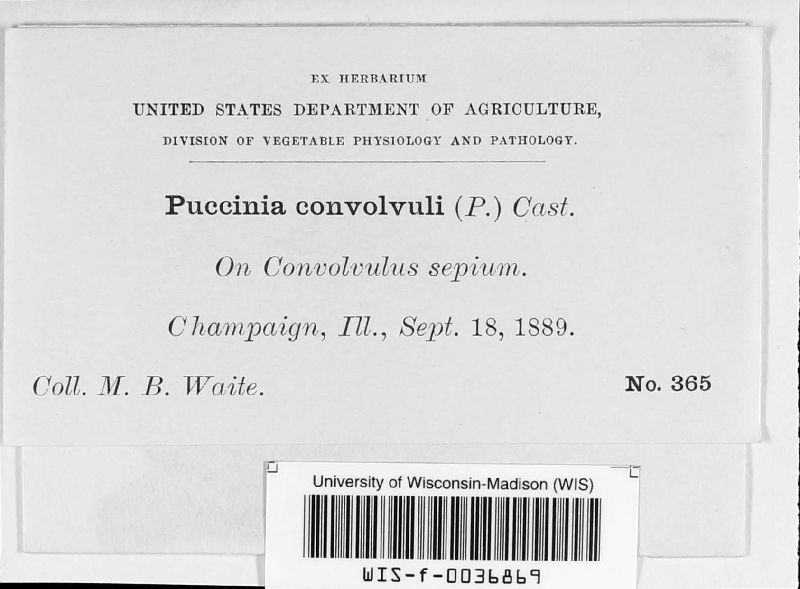 EX HERBARIUM
UNITED STATES DEPARTMENT OF AGRICULTURE,
DIVISION OF VEGETABLE PHYSIOLOGY AND PATHOLOGY.
Puccinia convolvuli (P.) Cast.
On Convolvulus sepium.
Champaign, Ill., Sept. 18, 1889.
Coll. M. B. Waite. No. 365
University of Wisconsin-Madison (WIS)
WIS-f-0036869